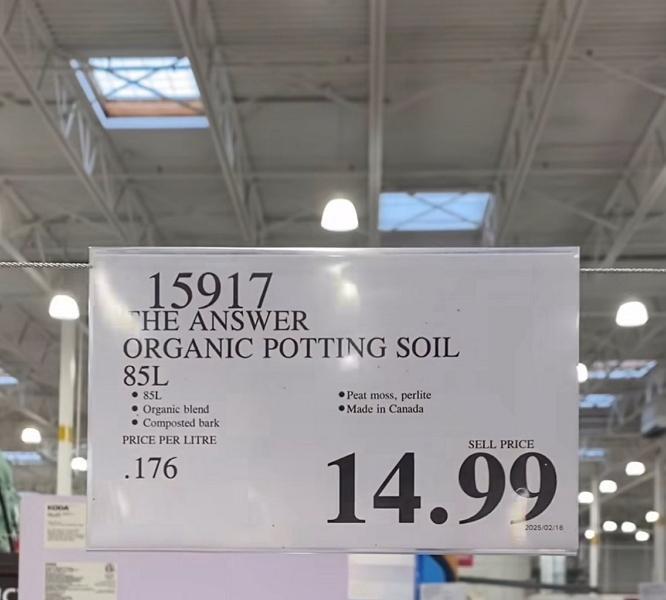 15917
THE ANSWER
ORGANIC POTTING SOIL
85L
• 85L
• Organic blend
• Composted bark
• Peat moss, perlite
• Made in Canada
PRICE PER LITRE
.176
SELL PRICE
14.99
2025/02/16
KODA